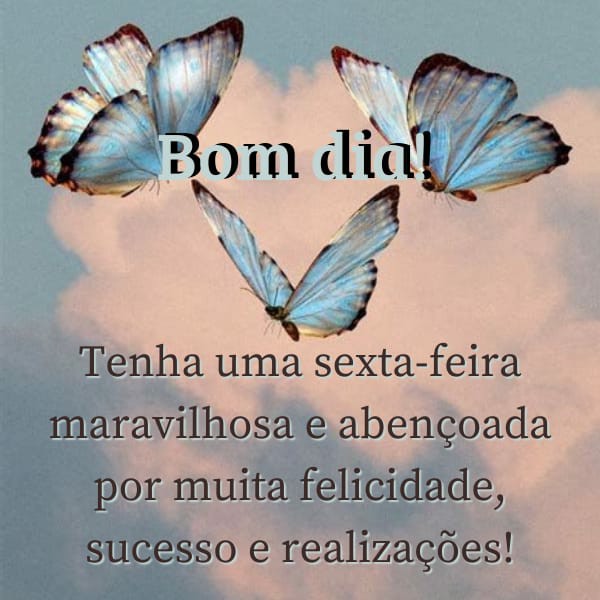 Bom dia!
Tenha uma sexta-feira
maravilhosa e abençoada
por muita felicidade,
sucesso e realizações!